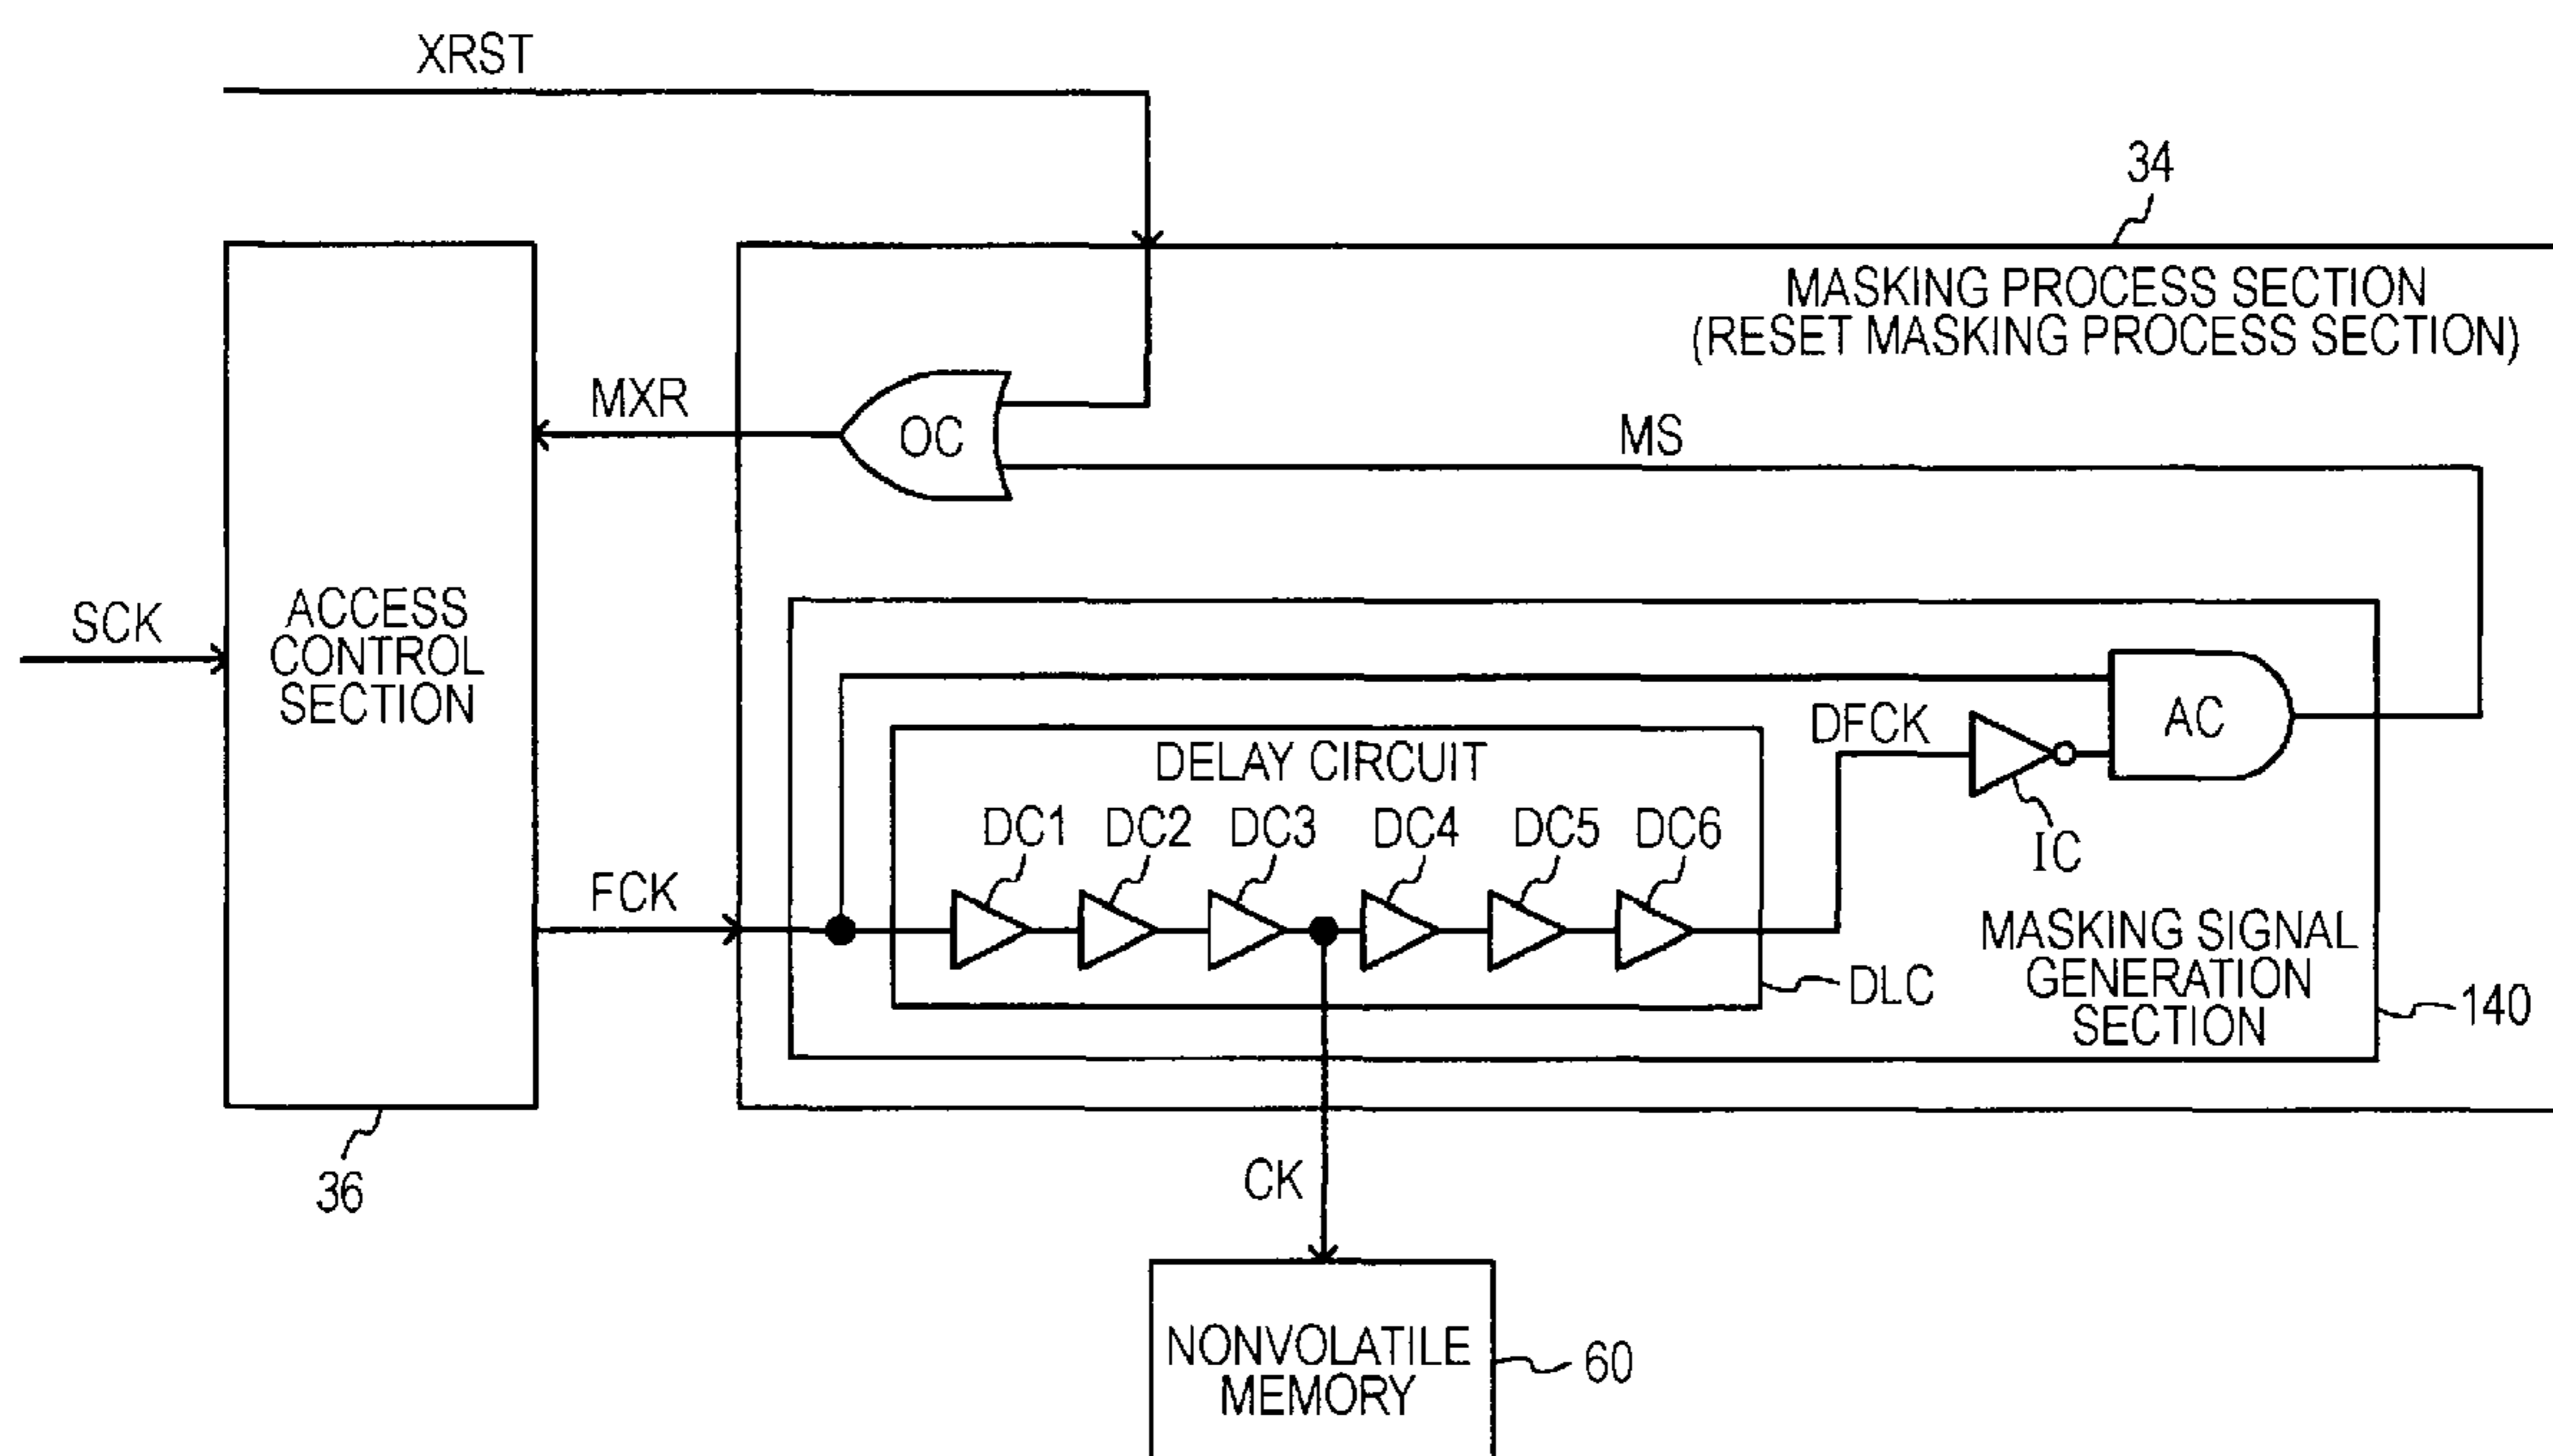 XRST
34
MASKING PROCESS SECTION
(RESET MASKING PROCESS SECTION)
MXR
OC
MS
SCK
ACCESS
CONTROL
SECTION
AC
DFCK
DELAY CIRCUIT
DC1
DC2
DC3
DC4
DC5
DC6
IC
FCK
MASKING SIGNAL
GENERATION
SECTION
DLC
140
36
CK
NONVOLATILE
MEMORY
60